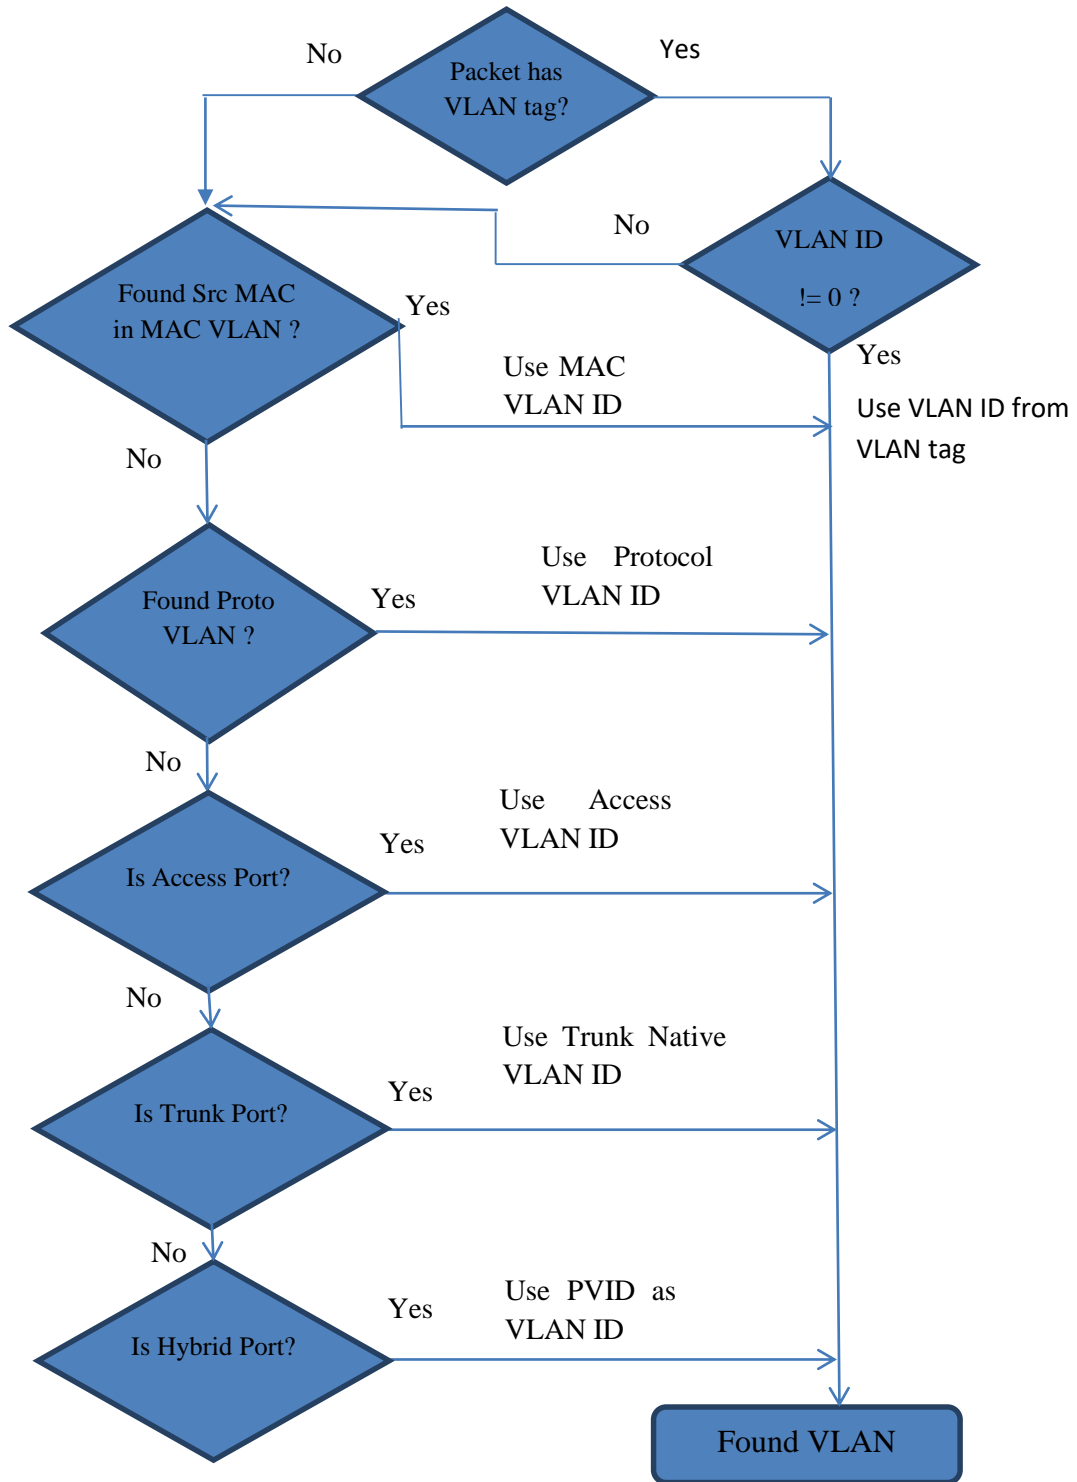 No
Packet has
VLAN tag?
Yes
No
VLAN ID
!= 0 ?
Found Src MAC
in MAC VLAN ?
Yes
Yes
Use MAC
VLAN ID
Use VLAN ID from
VLAN tag
No
Use Protocol
VLAN ID
Found Proto
VLAN ?
Yes
No
Use Access
VLAN ID
Yes
Is Access Port?
No
Use Trunk Native
VLAN ID
Yes
Is Trunk Port?
No
Use PVID as
VLAN ID
Yes
Is Hybrid Port?
Found VLAN